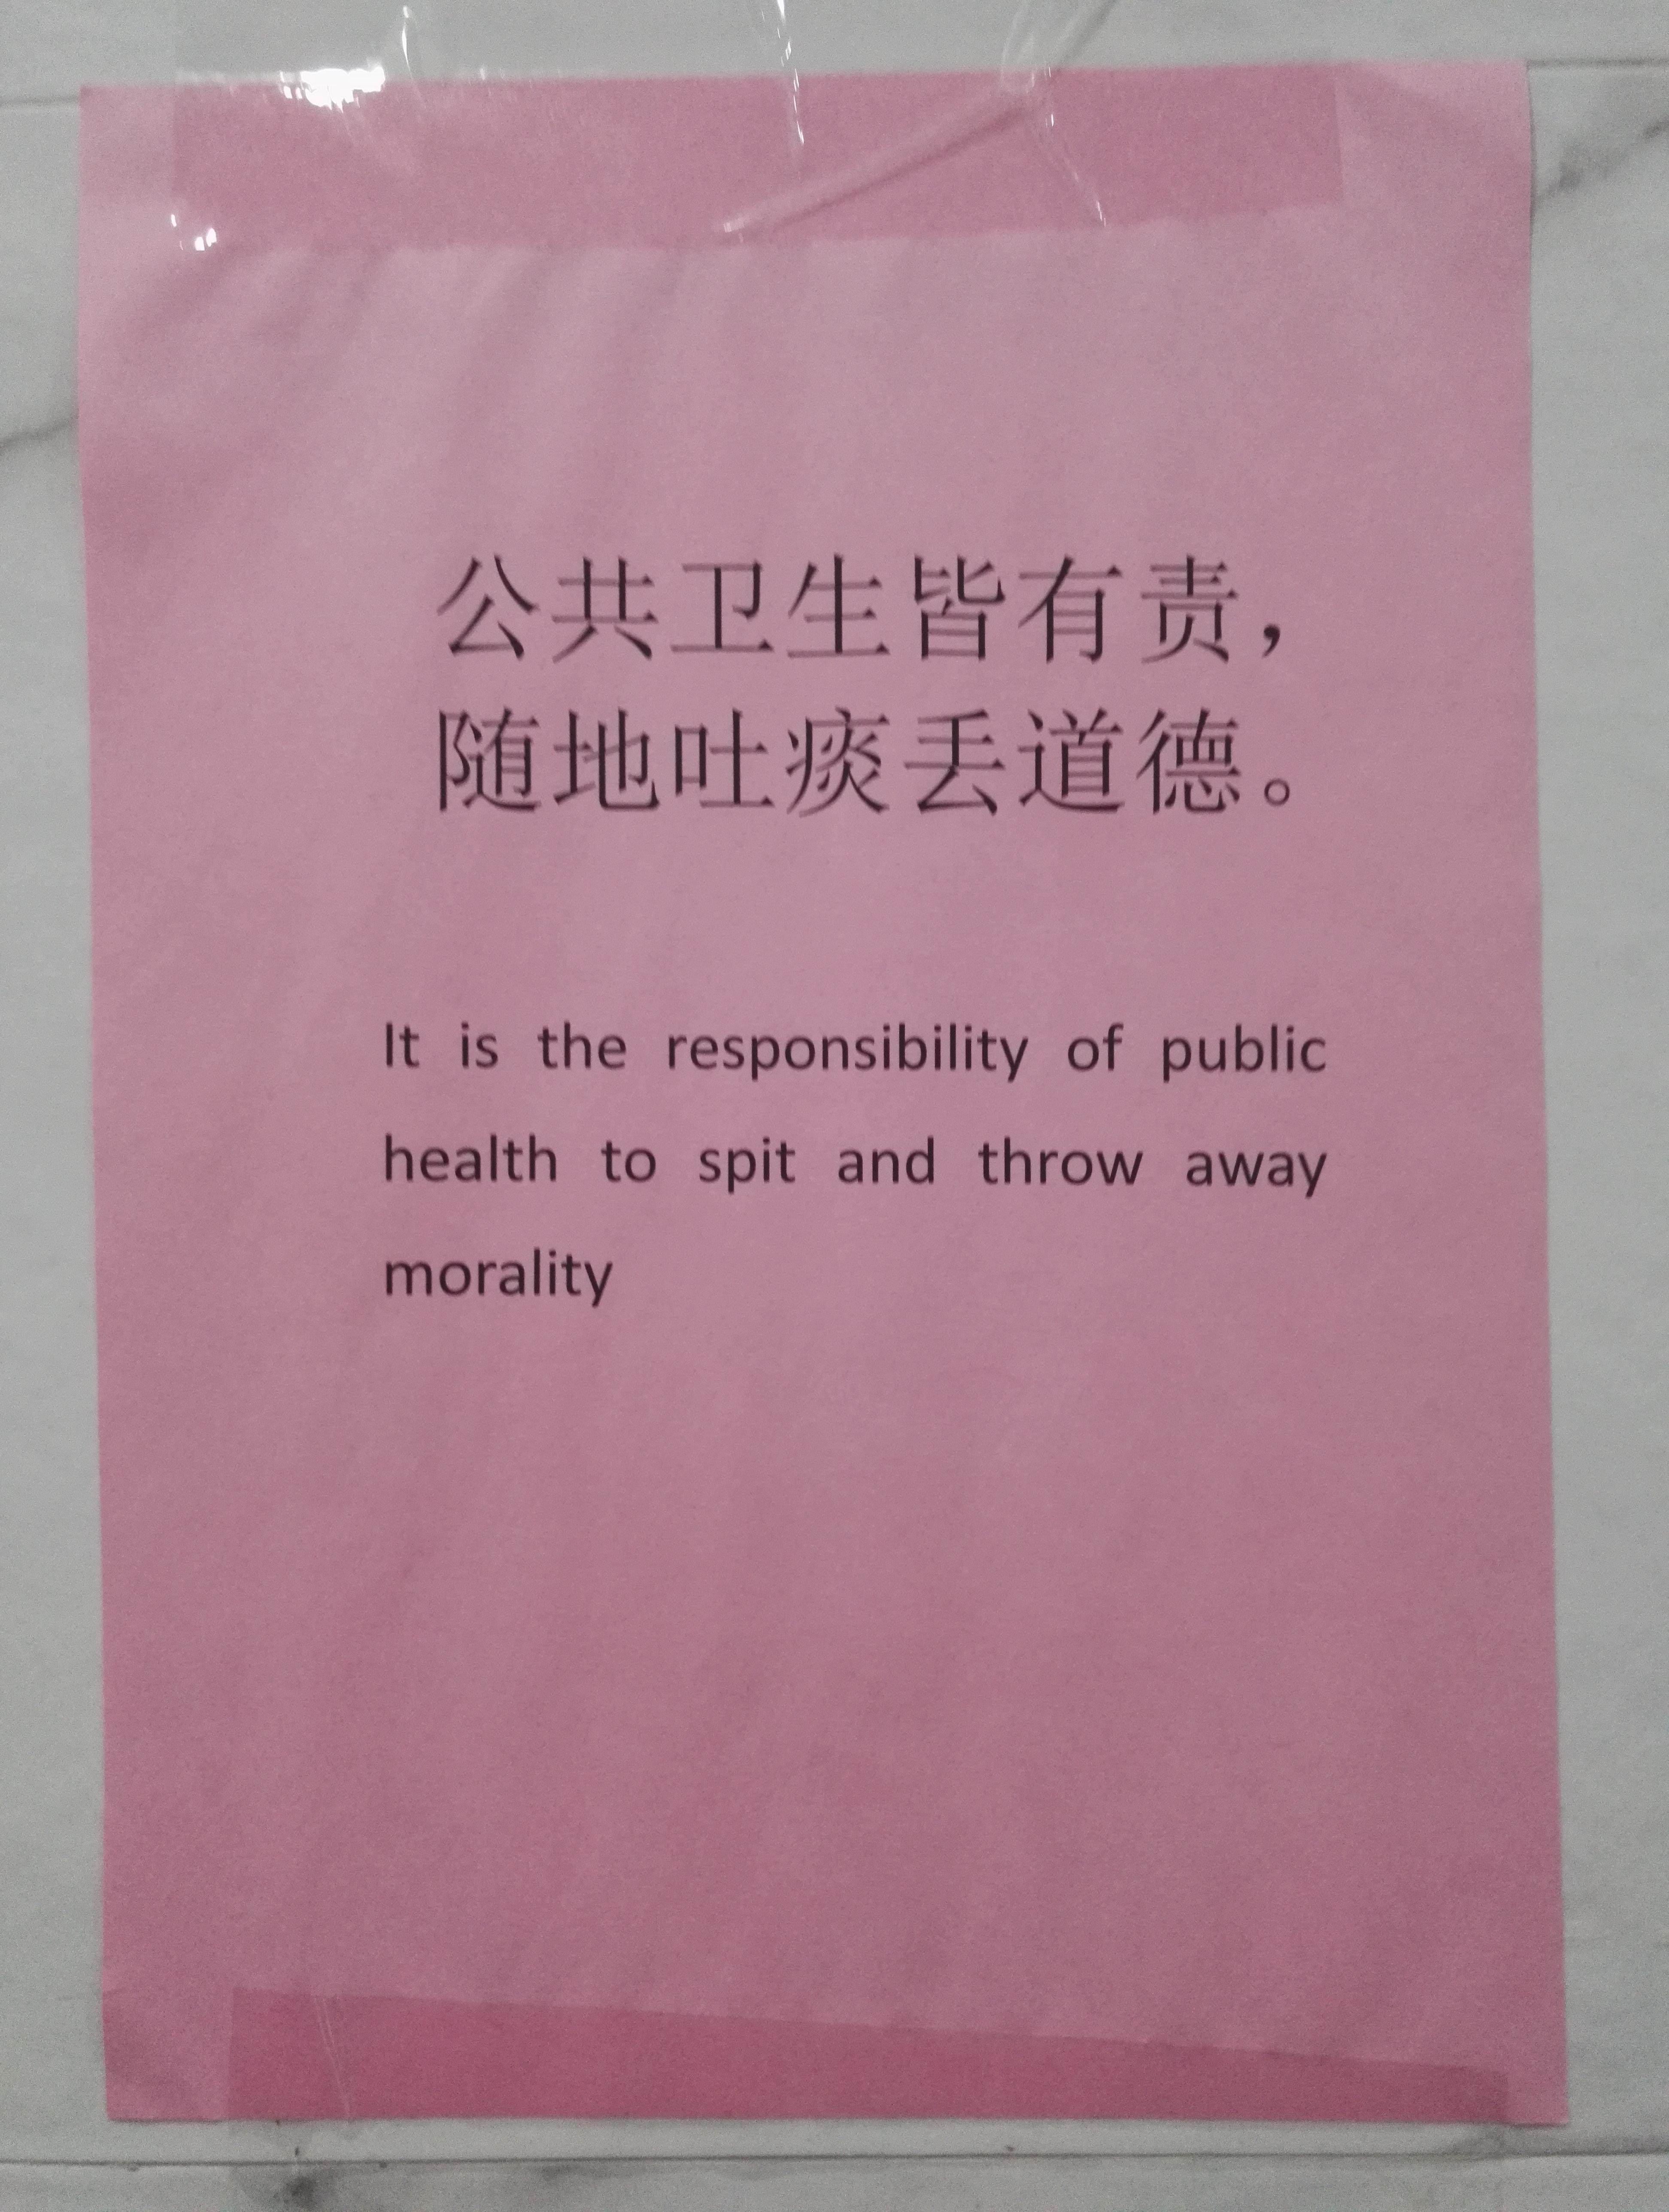 公共卫生皆有责，
随地吐痰丢道德。
It is the responsibility of public
health to spit and throw away
morality